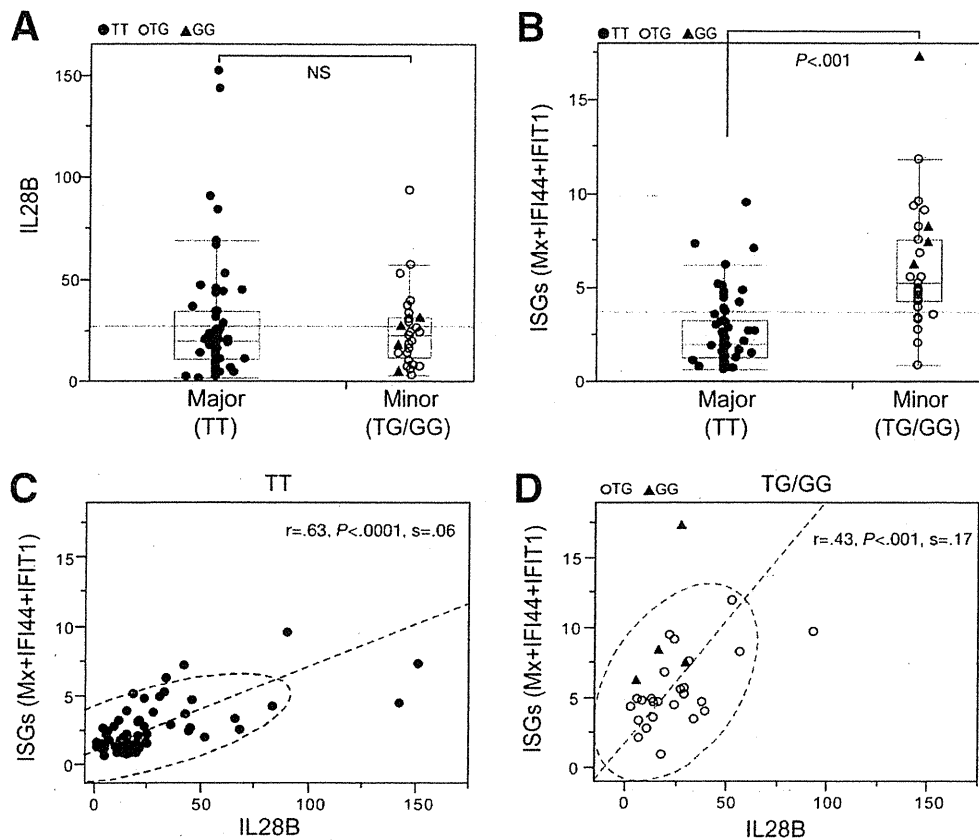 A
●TT ○TG ▲GG
NS
150
100
50
0
IL28B
Major
(TT)
Minor
(TG/GG)
B
●TT ○TG ▲GG
P<.001
15
10
5
0
ISGs (Mx+IFI44+IFIT1)
Major
(TT)
Minor
(TG/GG)
C
TT
r=.63, P<.0001, s=.06
15
10
5
0
ISGs (Mx+IFI44+IFIT1)
0 50 100 150
IL28B
D
○TG ▲GG
TG/GG
r=.43, P<.001, s=.17
15
10
5
0
ISGs (Mx+IFI44+IFIT1)
0 50 100 150
IL28B